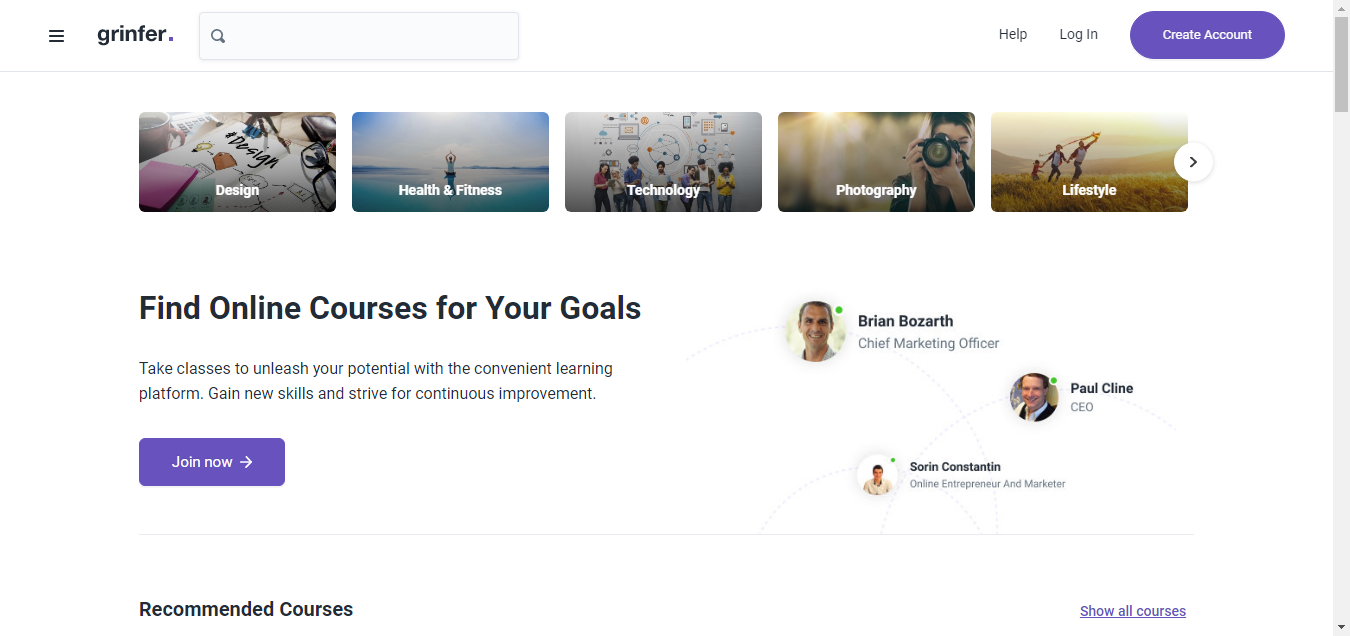 grinfer.
Help
Log In
Create Account
#Design
Design
Health & Fitness
Technology
Photography
Lifestyle
Find Online Courses for Your Goals
Take classes to unleash your potential with the convenient learning
platform. Gain new skills and strive for continuous improvement.
Join now →
Brian Bozarth
Chief Marketing Officer
Paul Cline
CEO
Sorin Constantin
Online Entrepreneur And Marketer
Recommended Courses
Show all courses